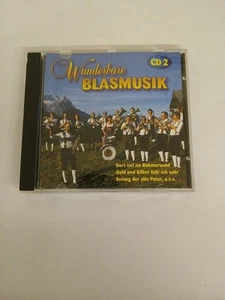 Wunderbare
CD 2
BLASMUSIK
Dort tief im Böhmerwald
Gold und Silber lieb' ich sehr
Solang der alte Peter, u.v.a.